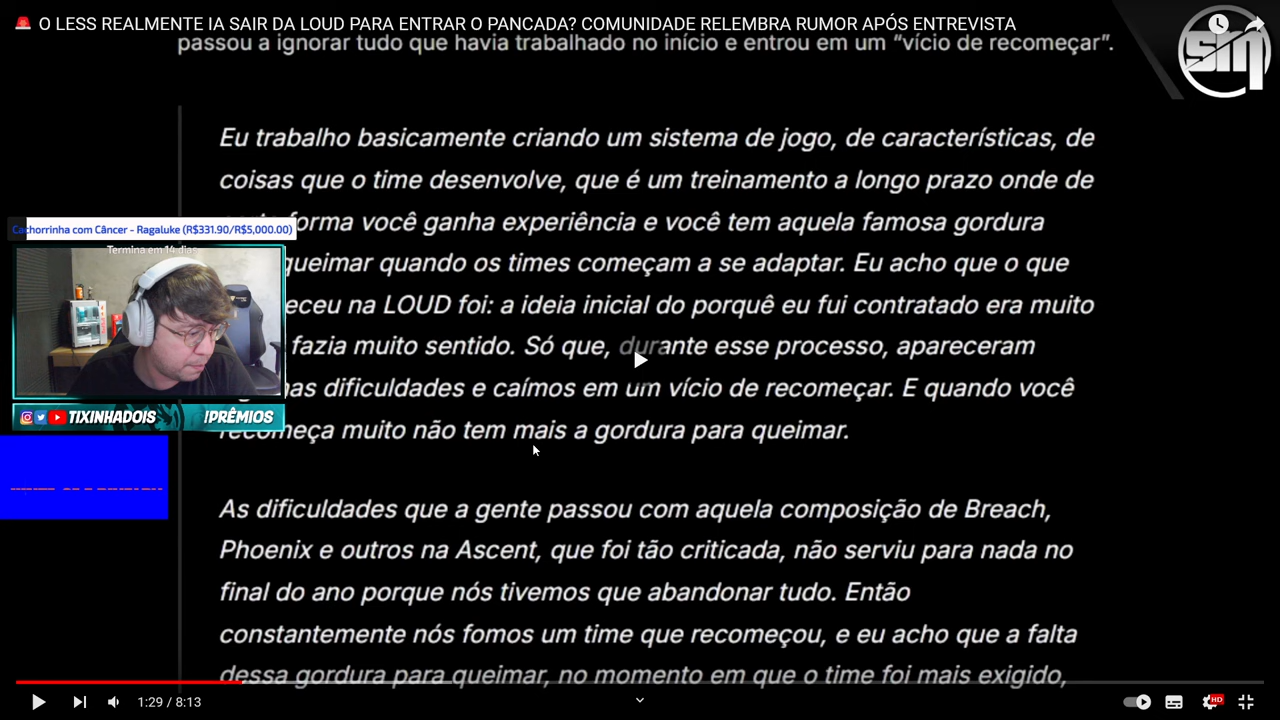 🚨 O LESS REALMENTE IA SAIR DA LOUD PARA ENTRAR O PANCADA? COMUNIDADE RELEMBRA RUMOR APÓS ENTREVISTA
passou a ignorar tudo que havia trabalhado no início e entrou em um “vício de recomeçar”.
sm
Eu trabalho basicamente criando um sistema de jogo, de características, de
coisas que o time desenvolve, que é um treinamento a longo prazo onde de
forma você ganha experiência e você tem aquela famosa gordura
Cachorrinha com Câncer - Ragaluke (R$331.90/R$5,000.00)
Termina em 14 dias
queimar quando os times começam a se adaptar. Eu acho que o que
eceu na LOUD foi: a ideia inicial do porquê eu fui contratado era muito
fazia muito sentido. Só que, durante esse processo, apareceram
nas dificuldades e caímos em um vício de recomeçar. E quando você
TIXINHADOIS !PRÊMIOS
recomeça muito não tem mais a gordura para queimar.
As dificuldades que a gente passou com aquela composição de Breach,
Phoenix e outros na Ascent, que foi tão criticada, não serviu para nada no
final do ano porque nós tivemos que abandonar tudo. Então
constantemente nós fomos um time que recomeçou, e eu acho que a falta
dessa gordura para queimar, no momento em que o time foi mais exigido,
1:29 / 8:13
HD